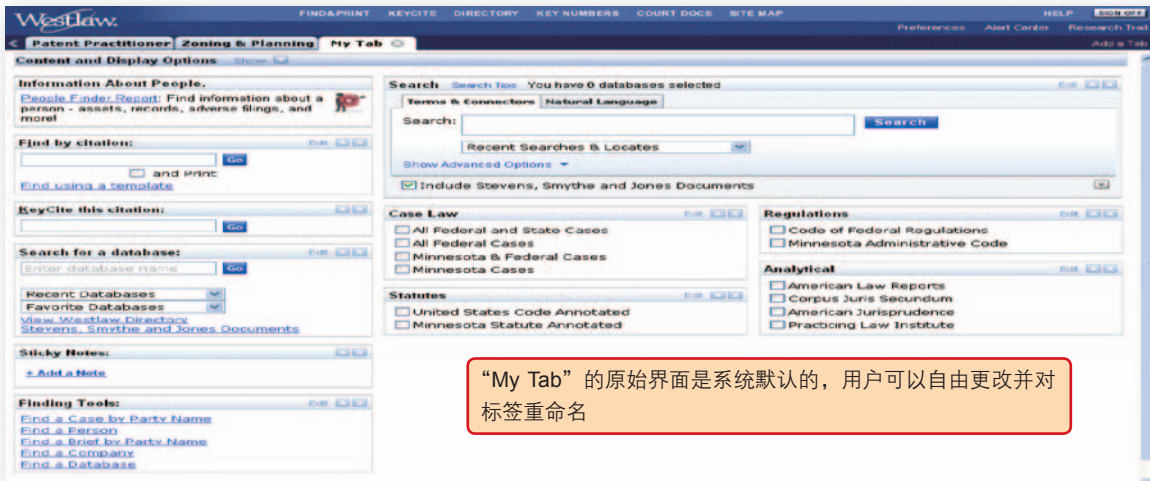 Westlaw.
FIND&PRINT KEYCITE DIRECTORY KEY NUMBERS COURT DOCS SITE MAP HELP SIGN OFF
Preferences Alert Center Research Trail
Patent Practitioner Zoning & Planning My Tab
Add a Tab
Content and Display Options Show
Information About People.
People Finder Report: Find information about a
person - assets, records, adverse filings, and
more!
Find by citation: Edit
Go
and Print
Find using a template
KeyCite this citation:
Go
Search for a database: Edit
Enter database name Go
Recent Databases
Favorite Databases
View Westlaw Directory
Stevens, Smythe and Jones Documents
Sticky Notes:
+ Add a Note
Finding Tools: Edit
Find a Case by Party Name
Find a Person
Find a Brief by Party Name
Find a Company
Find a Database
Search Search Tips You have 0 databases selected Edit
Terms & Connectors Natural Language
Search: Search
Recent Searches & Locates
Show Advanced Options
Include Stevens, Smythe and Jones Documents
Case Law Edit
All Federal and State Cases
All Federal Cases
Minnesota & Federal Cases
Minnesota Cases
Statutes Edit
United States Code Annotated
Minnesota Statute Annotated
Regulations Edit
Code of Federal Regulations
Minnesota Administrative Code
Analytical Edit
American Law Reports
Corpus Juris Secundum
American Jurisprudence
Practicing Law Institute
“My Tab”的原始界面是系统默认的，用户可以自由更改并对
标签重命名